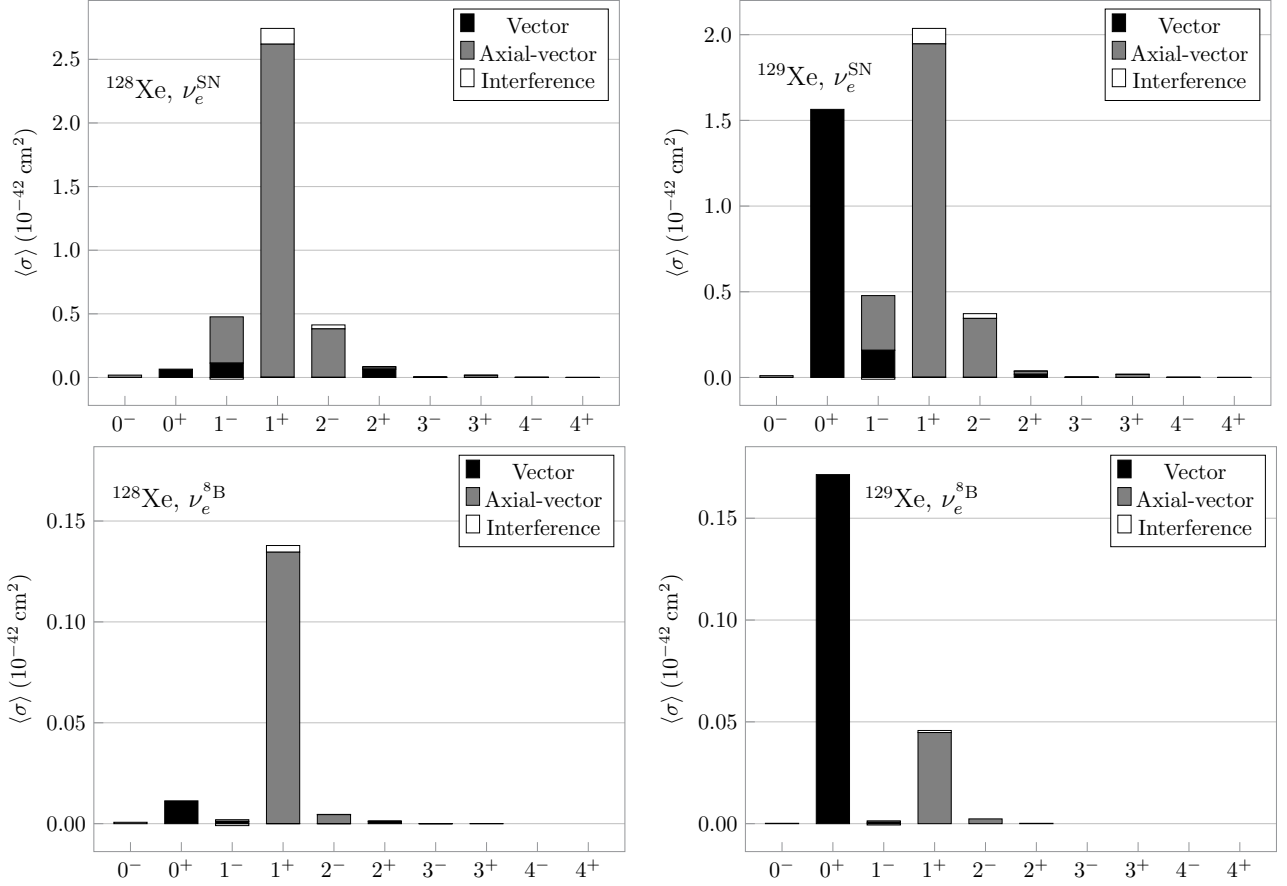 ¹²⁸Xe, νₑ^SN
Vector
Axial-vector
Interference
⟨σ⟩ (10⁻⁴² cm²)
2.5
2.0
1.5
1.0
0.5
0.0
0⁻ 0⁺ 1⁻ 1⁺ 2⁻ 2⁺ 3⁻ 3⁺ 4⁻ 4⁺
¹²⁹Xe, νₑ^SN
Vector
Axial-vector
Interference
⟨σ⟩ (10⁻⁴² cm²)
2.0
1.5
1.0
0.5
0.0
0⁻ 0⁺ 1⁻ 1⁺ 2⁻ 2⁺ 3⁻ 3⁺ 4⁻ 4⁺
¹²⁸Xe, νₑ^⁸B
Vector
Axial-vector
Interference
⟨σ⟩ (10⁻⁴² cm²)
0.15
0.10
0.05
0.00
0⁻ 0⁺ 1⁻ 1⁺ 2⁻ 2⁺ 3⁻ 3⁺ 4⁻ 4⁺
¹²⁹Xe, νₑ^⁸B
Vector
Axial-vector
Interference
⟨σ⟩ (10⁻⁴² cm²)
0.15
0.10
0.05
0.00
0⁻ 0⁺ 1⁻ 1⁺ 2⁻ 2⁺ 3⁻ 3⁺ 4⁻ 4⁺